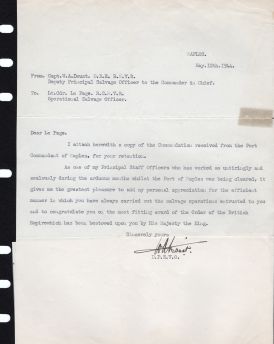 NAPLES.
May.10th.1944.
From Capt.W.A.Doust. O.B.E. R.N.V.R.
Deputy Principal Salvage Officer to the Commander in Chief.
To Lt.Cdr. Le Page. R.C.N.V.R.
Operational Salvage Officer.
Dear Le Page.
I attach herewith a copy of the Commendation received from the Port
Commandant of Naples, for your retention.
As one of my Principal Staff Officers who has worked so untiringly and
zealously during the arduous months whilst the Port of Naples was being cleared, it
gives me the greatest pleasure to add my personal appreciation for the efficient
manner in which you have always carried out the salvage operations entrusted to you
and to congratulate you on the most fitting award of the Order of the British
Empirewhich has been bestowed upon you by His Majesty the King.
Sincerely yours